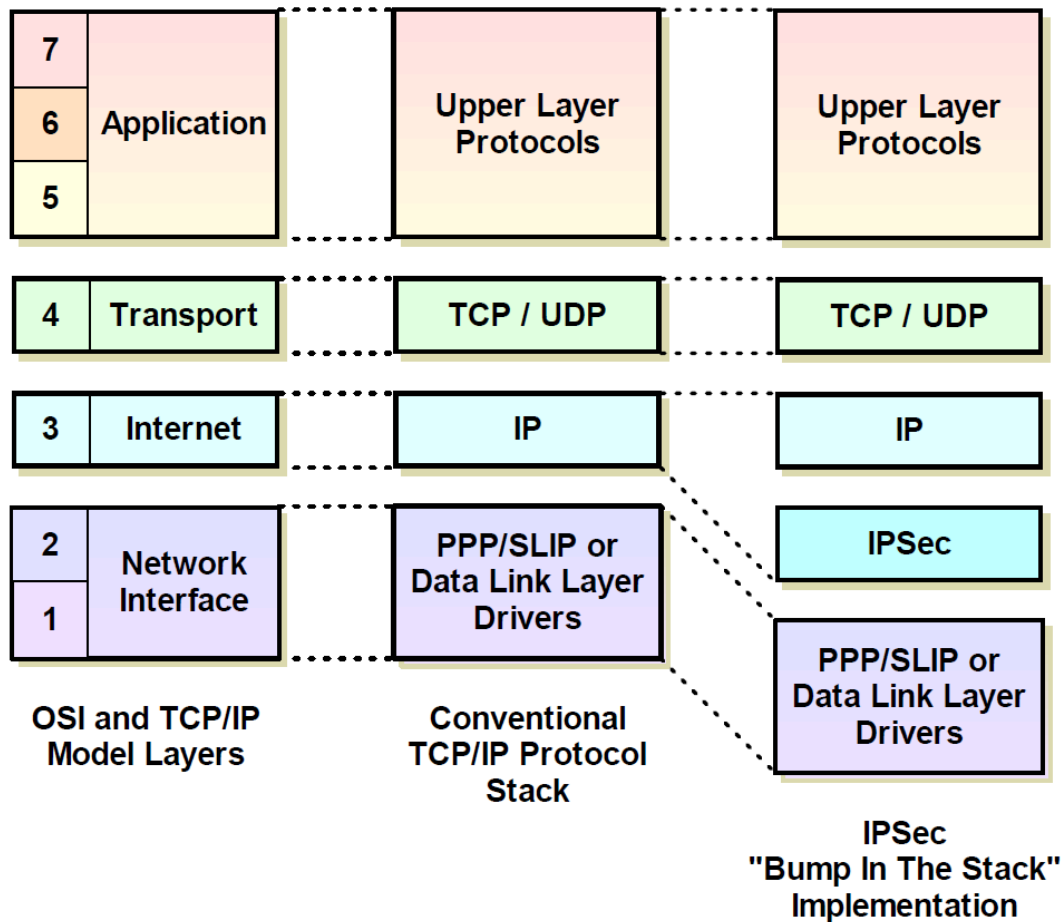 7
6
5
Application
Upper Layer
Protocols
Upper Layer
Protocols
4
Transport
TCP / UDP
TCP / UDP
3
Internet
IP
IP
2
1
Network
Interface
PPP/SLIP or
Data Link Layer
Drivers
IPSec
PPP/SLIP or
Data Link Layer
Drivers
OSI and TCP/IP
Model Layers
Conventional
TCP/IP Protocol
Stack
IPSec
"Bump In The Stack"
Implementation